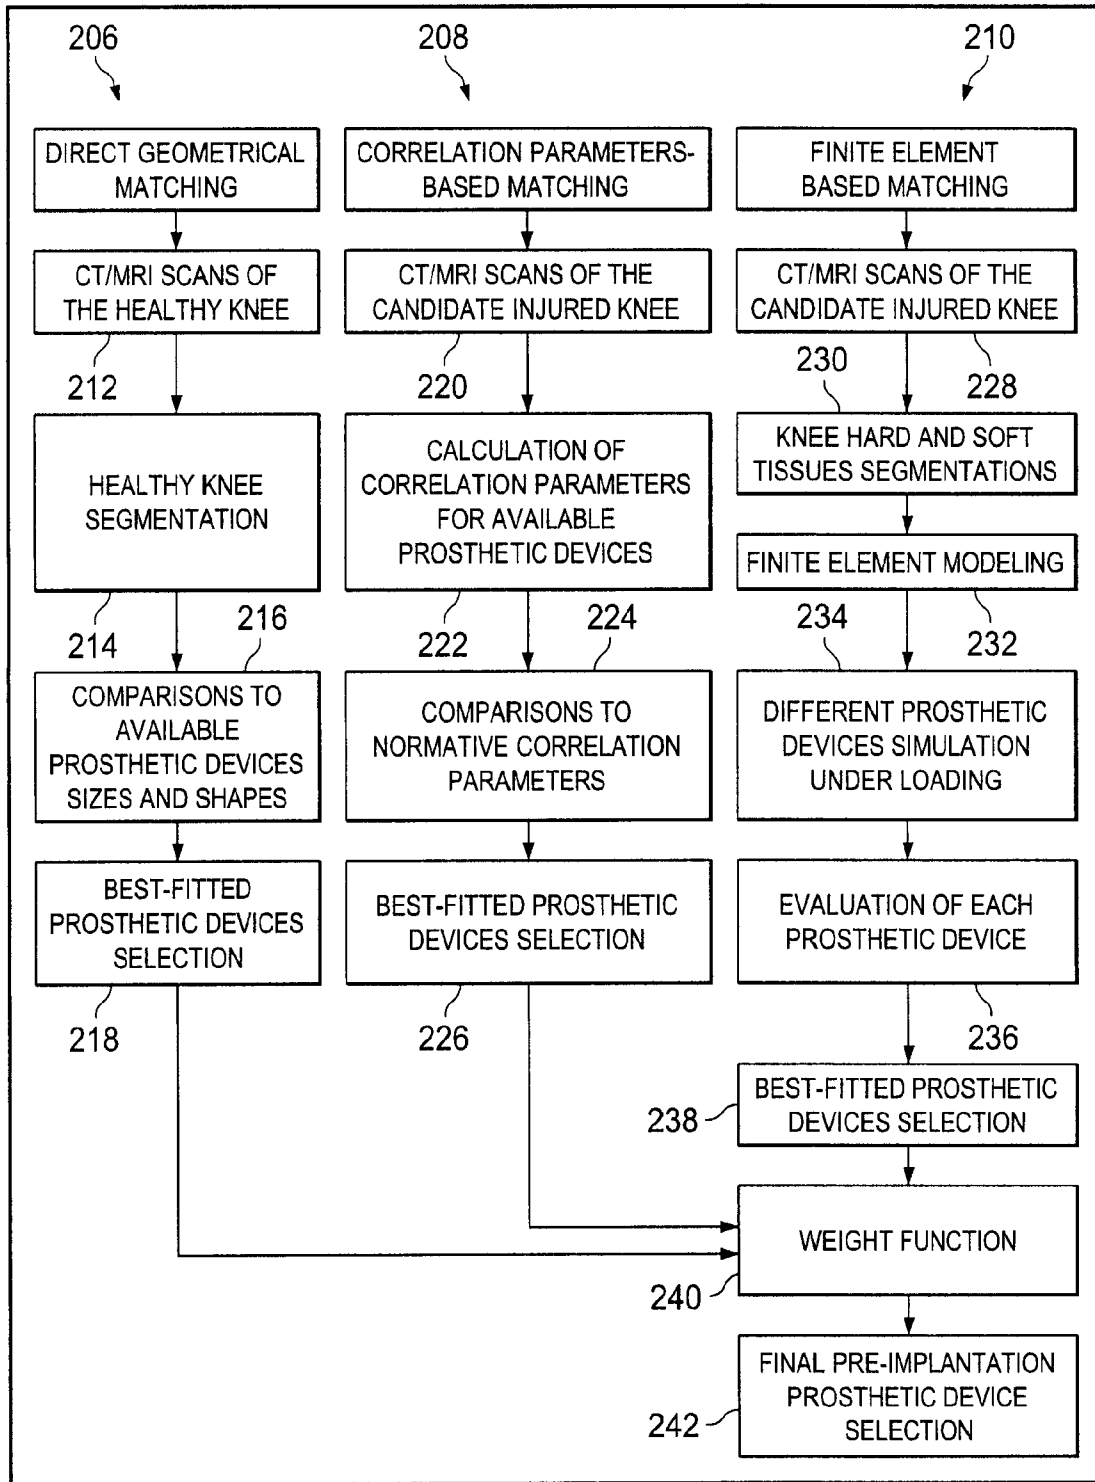 206
208
210
DIRECT GEOMETRICAL
MATCHING
CORRELATION PARAMETERS-
BASED MATCHING
FINITE ELEMENT
BASED MATCHING
CT/MRI SCANS OF
THE HEALTHY KNEE
CT/MRI SCANS OF THE
CANDIDATE INJURED KNEE
CT/MRI SCANS OF THE
CANDIDATE INJURED KNEE
212
220
230
228
HEALTHY KNEE
SEGMENTATION
CALCULATION OF
CORRELATION PARAMETERS
FOR AVAILABLE
PROSTHETIC DEVICES
KNEE HARD AND SOFT
TISSUES SEGMENTATIONS
FINITE ELEMENT MODELING
214
216
222
224
234
232
COMPARISONS TO
AVAILABLE
PROSTHETIC DEVICES
SIZES AND SHAPES
COMPARISONS TO
NORMATIVE CORRELATION
PARAMETERS
DIFFERENT PROSTHETIC
DEVICES SIMULATION
UNDER LOADING
BEST-FITTED
PROSTHETIC DEVICES
SELECTION
BEST-FITTED PROSTHETIC
DEVICES SELECTION
EVALUATION OF EACH
PROSTHETIC DEVICE
218
226
236
BEST-FITTED PROSTHETIC
DEVICES SELECTION
238
WEIGHT FUNCTION
240
FINAL PRE-IMPLANTATION
PROSTHETIC DEVICE
SELECTION
242